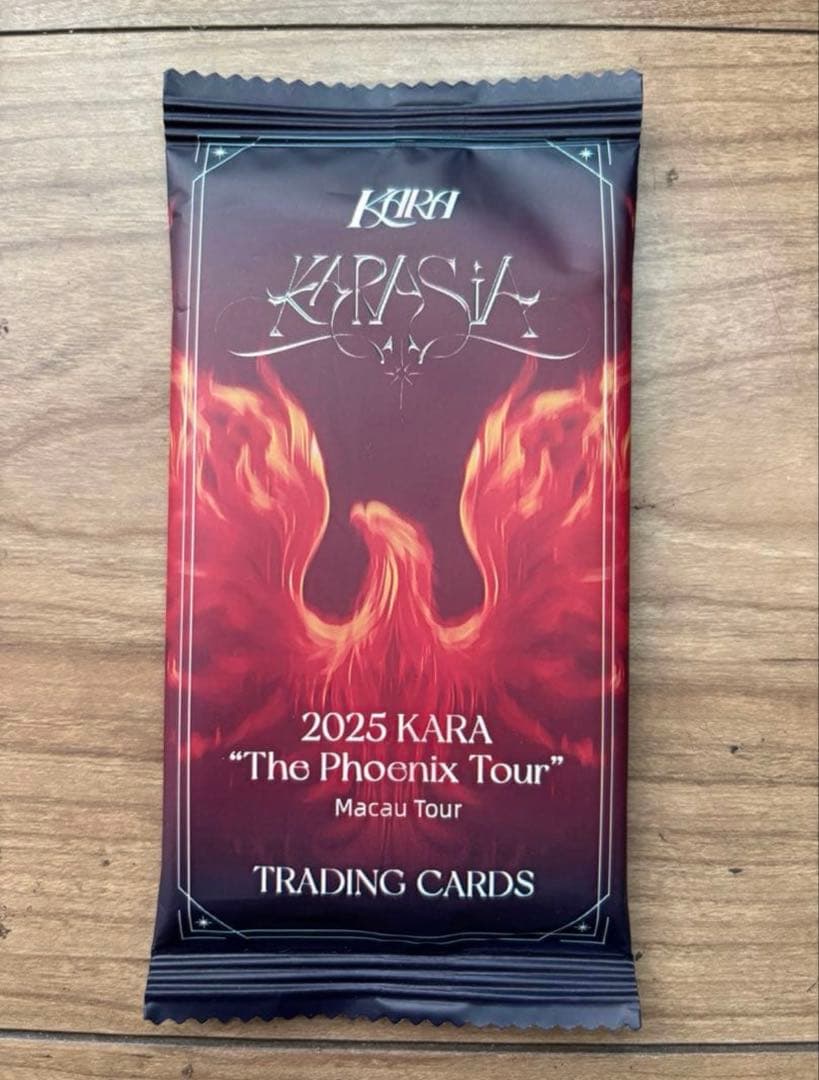 KARA
KARASiA
2025 KARA
“The Phoenix Tour”
Macau Tour
TRADING CARDS